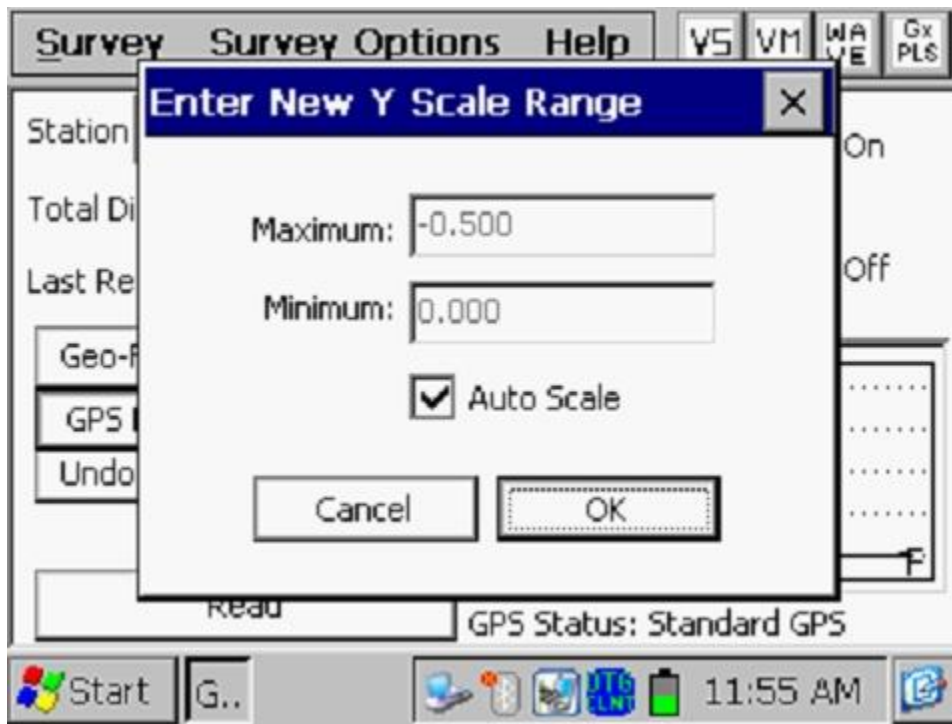 Survey Survey Options Help VS VM WA VE Gx PLS
Enter New Y Scale Range
Station
On
Total Di
Maximum: -0.500
Off
Last Re
Minimum: 0.000
Geo-
Auto Scale
GPS
Undo
Cancel OK
Read
GPS Status: Standard GPS
Start G.. 11:55 AM